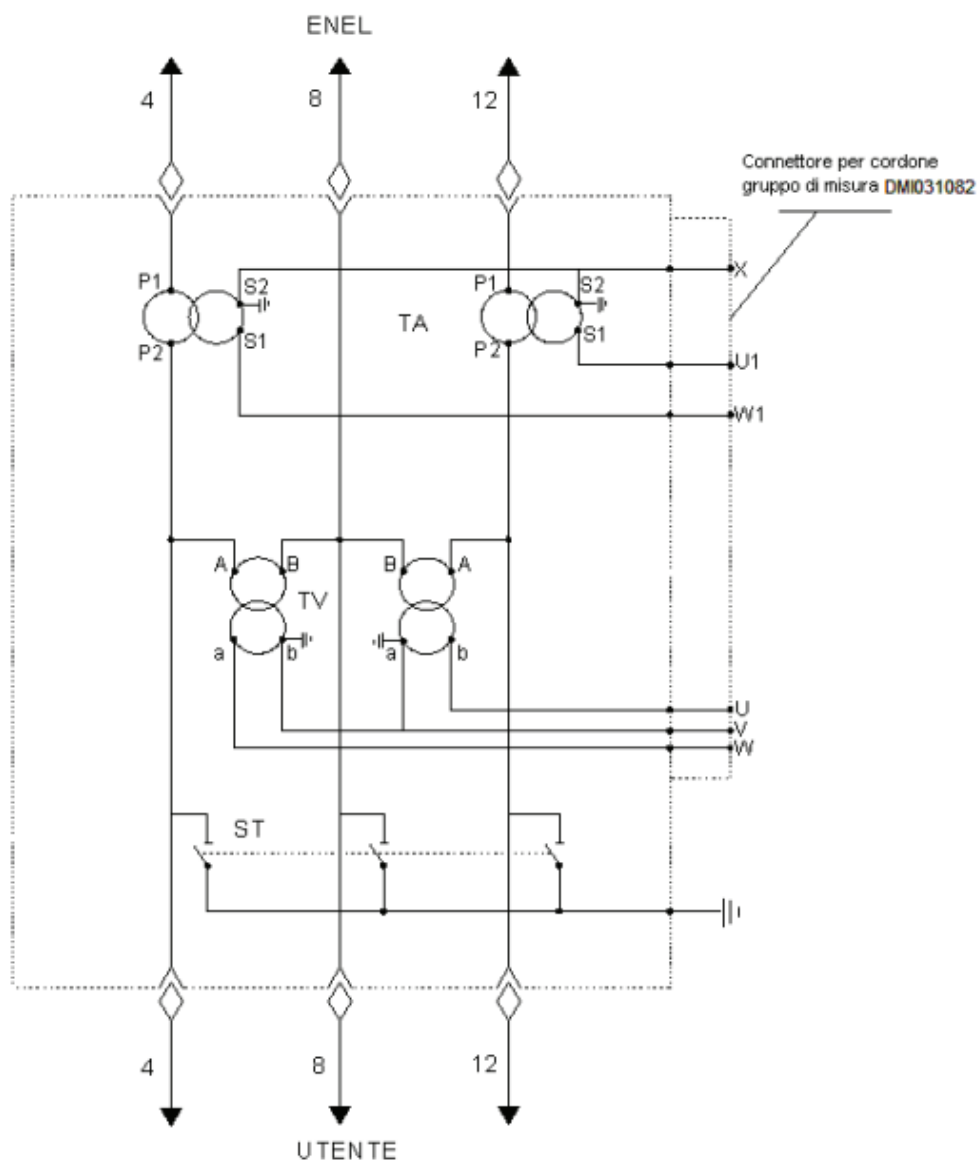 ENEL
4 8 12
Connettore per cordone
gruppo di misura DMI031082
P1 S2 P1 S2 X
TA
P2 S1 P2 S1 U1
W1
A B B A
TV
a b a b
U
V
W
ST
4 8 12
UTENTE